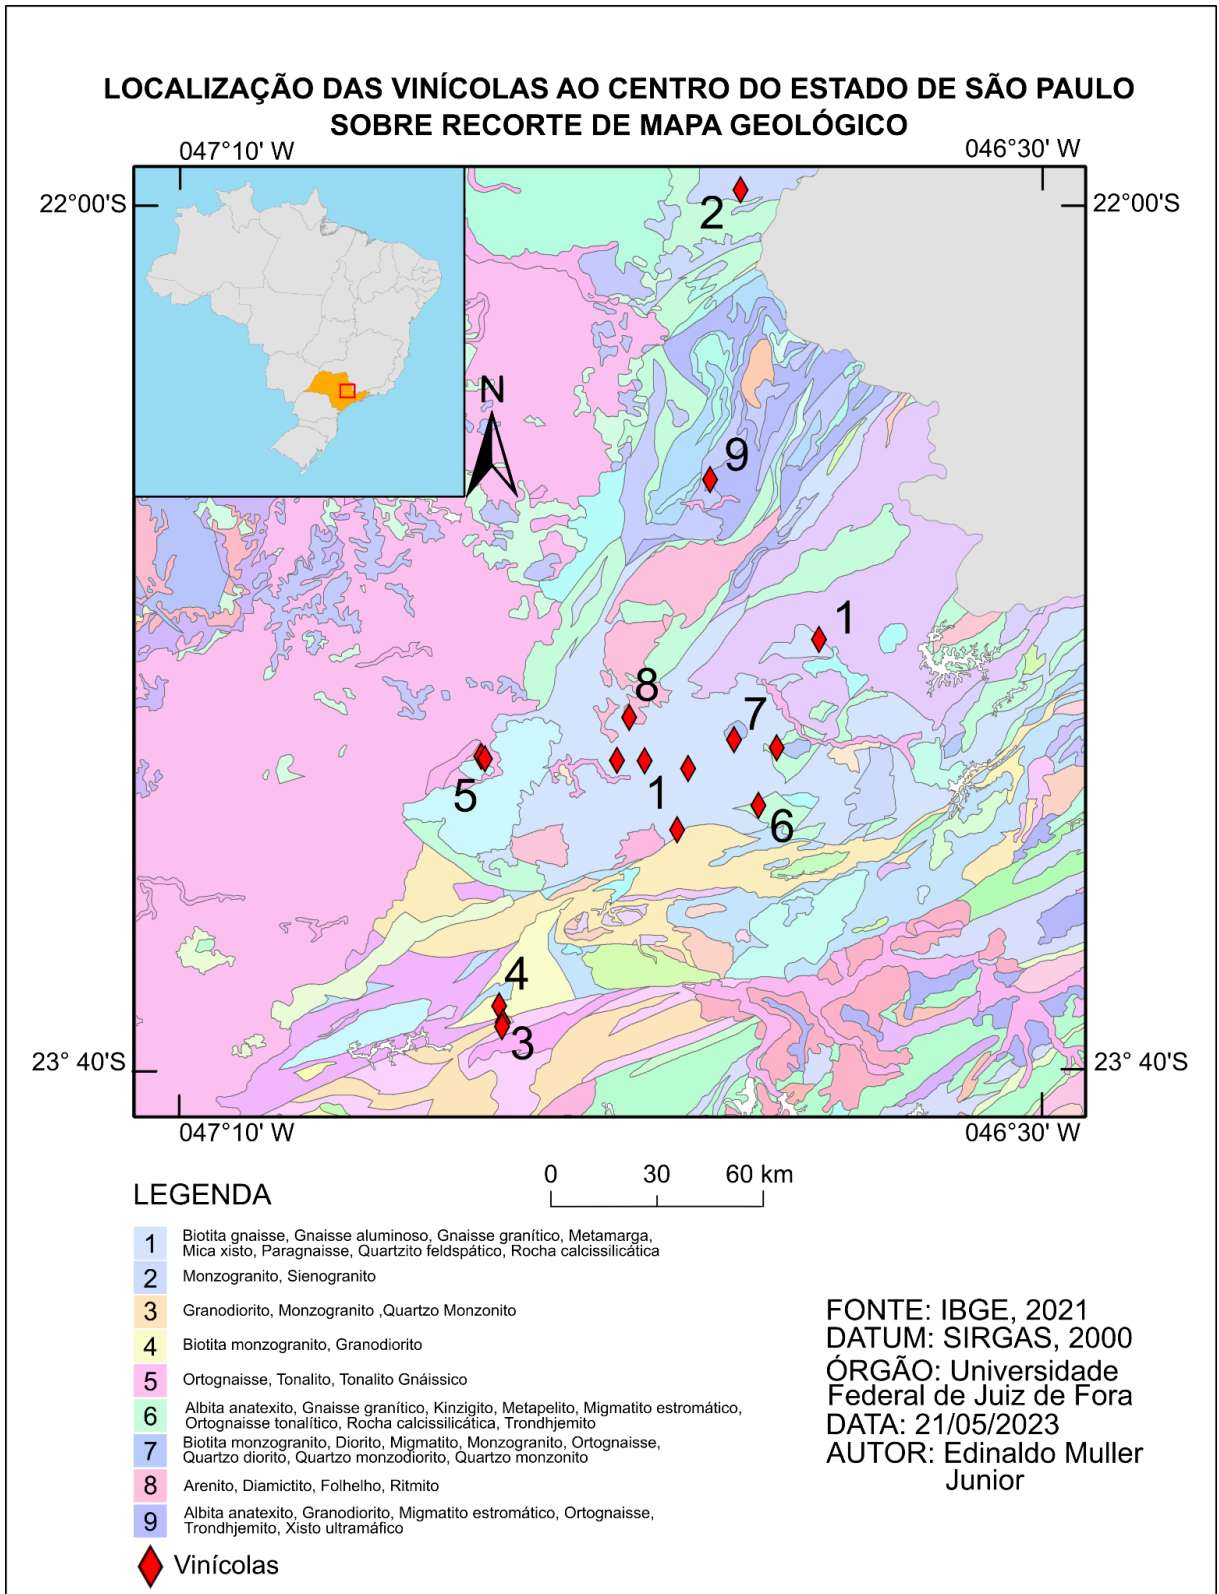 LOCALIZAÇÃO DAS VINÍCOLAS AO CENTRO DO ESTADO DE SÃO PAULO
SOBRE RECORTE DE MAPA GEOLÓGICO
047°10' W
046°30' W
22°00'S
22°00'S
2
N
9
1
8
7
5
1
6
4
3
23° 40'S
23° 40'S
047°10' W
046°30' W
0 30 60 km
LEGENDA
1 Biotita gnaisse, Gnaisse aluminoso, Gnaisse granítico, Metamarga,
Mica xisto, Paragnaisse, Quartzito feldspático, Rocha calcissilicática
2 Monzogranito, Sienogranito
3 Granodiorito, Monzogranito ,Quartzo Monzonito
4 Biotita monzogranito, Granodiorito
5 Ortognaisse, Tonalito, Tonalito Gnáissico
6 Albita anatexito, Gnaisse granítico, Kinzigito, Metapelito, Migmatito estromático,
Ortognaisse tonalítico, Rocha calcissilicática, Trondhjemito
7 Biotita monzogranito, Diorito, Migmatito, Monzogranito, Ortognaisse,
Quartzo diorito, Quartzo monzodiorito, Quartzo monzonito
8 Arenito, Diamictito, Folhelho, Ritmito
9 Albita anatexito, Granodiorito, Migmatito estromático, Ortognaisse,
Trondhjemito, Xisto ultramáfico
Vinícolas
FONTE: IBGE, 2021
DATUM: SIRGAS, 2000
ÓRGÃO: Universidade
Federal de Juiz de Fora
DATA: 21/05/2023
AUTOR: Edinaldo Muller
Junior